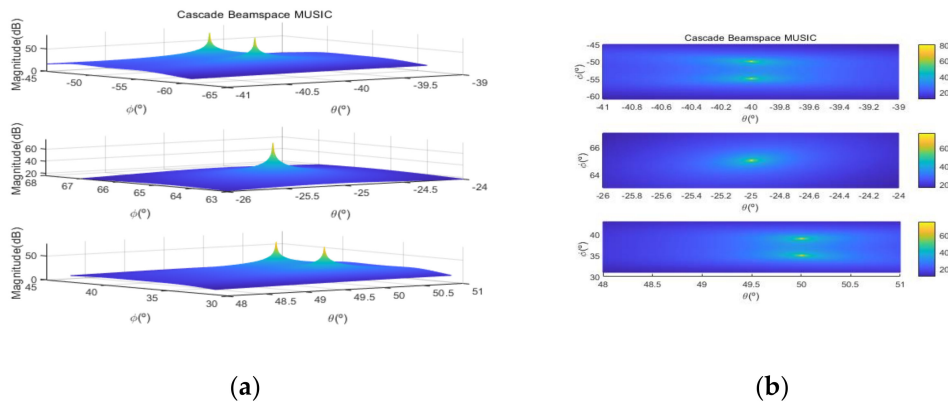 Cascade Beamspace MUSIC
Magnitude(dB)
50
0
-45
-50
-55
-60
-65
ϕ(º)
-41
-40.5
-40
-39.5
-39
θ(º)
Magnitude(dB)
60
40
20
68
67
66
65
64
63
ϕ(º)
-26
-25.5
-25
-24.5
-24
θ(º)
Magnitude(dB)
50
0
45
40
35
30
ϕ(º)
48
48.5
49
49.5
50
50.5
51
θ(º)
(a)
Cascade Beamspace MUSIC
ϕ(º)
-45
-50
-55
-60
-41 -40.8 -40.6 -40.4 -40.2 -40 -39.8 -39.6 -39.4 -39.2 -39
θ(º)
80
60
40
20
ϕ(º)
66
64
-26 -25.8 -25.6 -25.4 -25.2 -25 -24.8 -24.6 -24.4 -24.2 -24
θ(º)
60
40
20
ϕ(º)
40
35
30
48 48.5 49 49.5 50 50.5 51
θ(º)
60
40
20
(b)